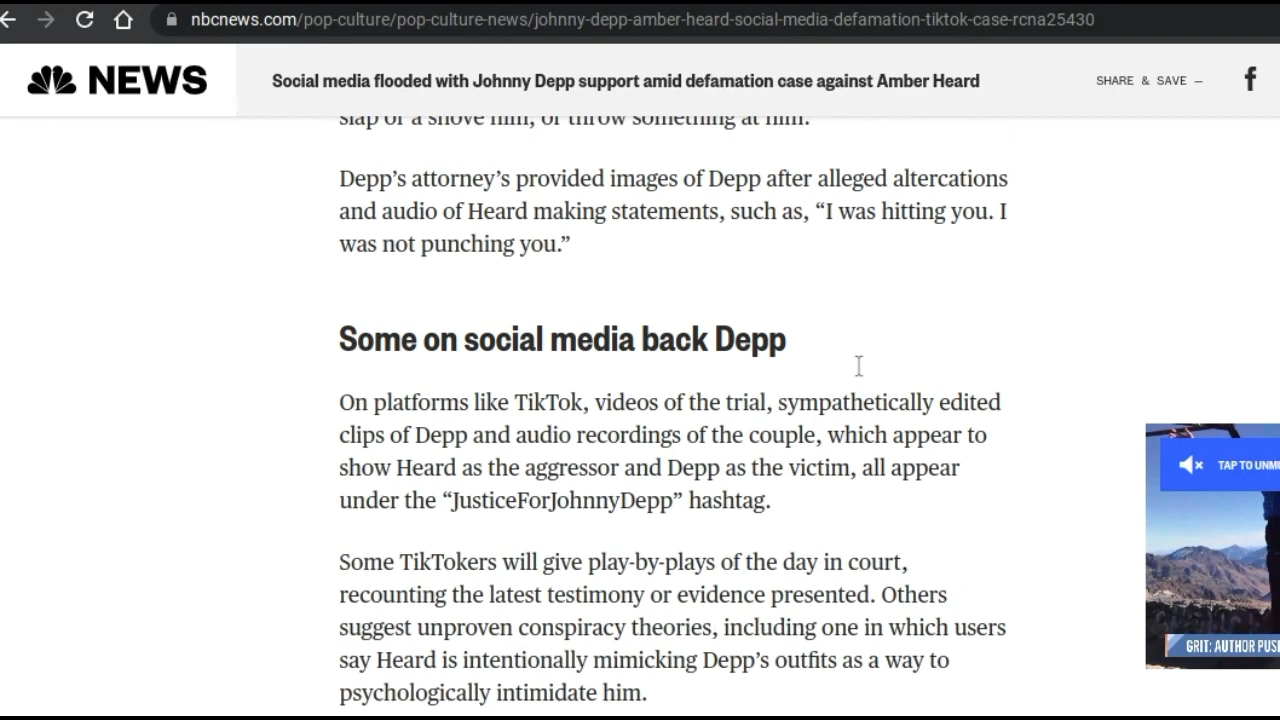 nbcnews.com/pop-culture/pop-culture-news/johnny-depp-amber-heard-social-media-defamation-tiktok-case-rcna25430
NEWS
Social media flooded with Johnny Depp support amid defamation case against Amber Heard
SHARE & SAVE —
slap or a shove him, or throw something at him.
Depp’s attorney’s provided images of Depp after alleged altercations
and audio of Heard making statements, such as, “I was hitting you. I
was not punching you.”
Some on social media back Depp
On platforms like TikTok, videos of the trial, sympathetically edited
clips of Depp and audio recordings of the couple, which appear to
show Heard as the aggressor and Depp as the victim, all appear
under the “JusticeForJohnnyDepp” hashtag.
TAP TO UNMU
Some TikTokers will give play-by-plays of the day in court,
recounting the latest testimony or evidence presented. Others
suggest unproven conspiracy theories, including one in which users
say Heard is intentionally mimicking Depp’s outfits as a way to
psychologically intimidate him.
GRIT: AUTHOR PUSE